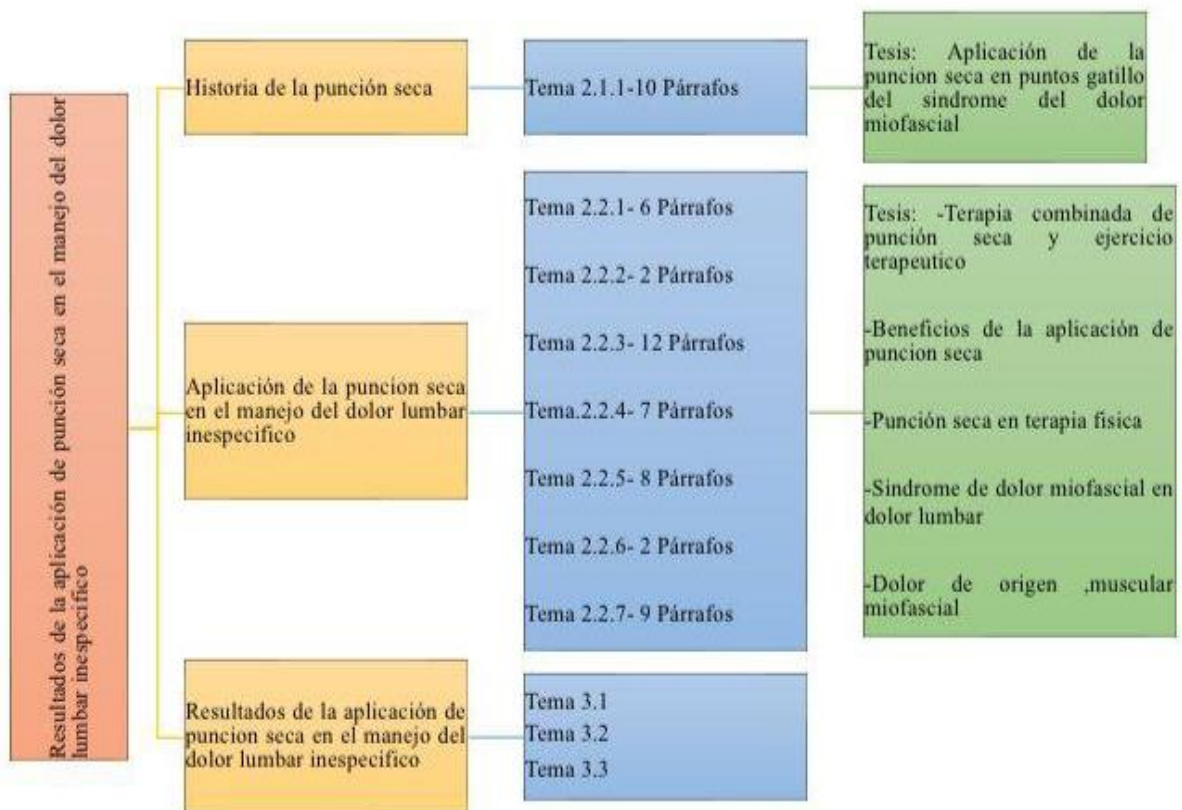 Resultados de la aplicación de punción seca en el manejo del dolor
lumbar inespecifico
Historia de la punción seca
Tema 2.1.1-10 Párrafos
Tesis: Aplicación de la
puncion seca en puntos gatillo
del sindrome del dolor
miofascial
Aplicación de la puncion seca
en el manejo del dolor lumbar
inespecifico
Tema 2.2.1- 6 Párrafos
Tema 2.2.2- 2 Párrafos
Tema 2.2.3- 12 Párrafos
Tema.2.2.4- 7 Párrafos
Tema 2.2.5- 8 Párrafos
Tema 2.2.6- 2 Párrafos
Tema 2.2.7- 9 Párrafos
Tesis: -Terapia combinada de
punción seca y ejercicio
terapeutico
-Beneficios de la aplicación de
puncion seca
-Punción seca en terapia fisica
-Sindrome de dolor miofascial en
dolor lumbar
-Dolor de origen ,muscular
miofascial
Resultados de la aplicación de
puncion seca en el manejo del
dolor lumbar inespecifico
Tema 3.1
Tema 3.2
Tema 3.3